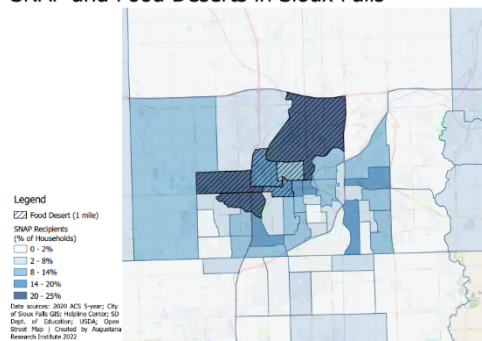 SNAP and Food Deserts in Sioux Falls
Legend
Food Desert (1 mile)
SNAP Recipients
(% of Households)
0 - 2%
2 - 8%
8 - 14%
14 - 20%
20 - 25%
Data sources: 2020 ACS 5-year; City
of Sioux Falls GIS; Helpline Center; SD
Dept. of Education; USDA; Open
Street Map | Created by Augustana
Research Institute 2022